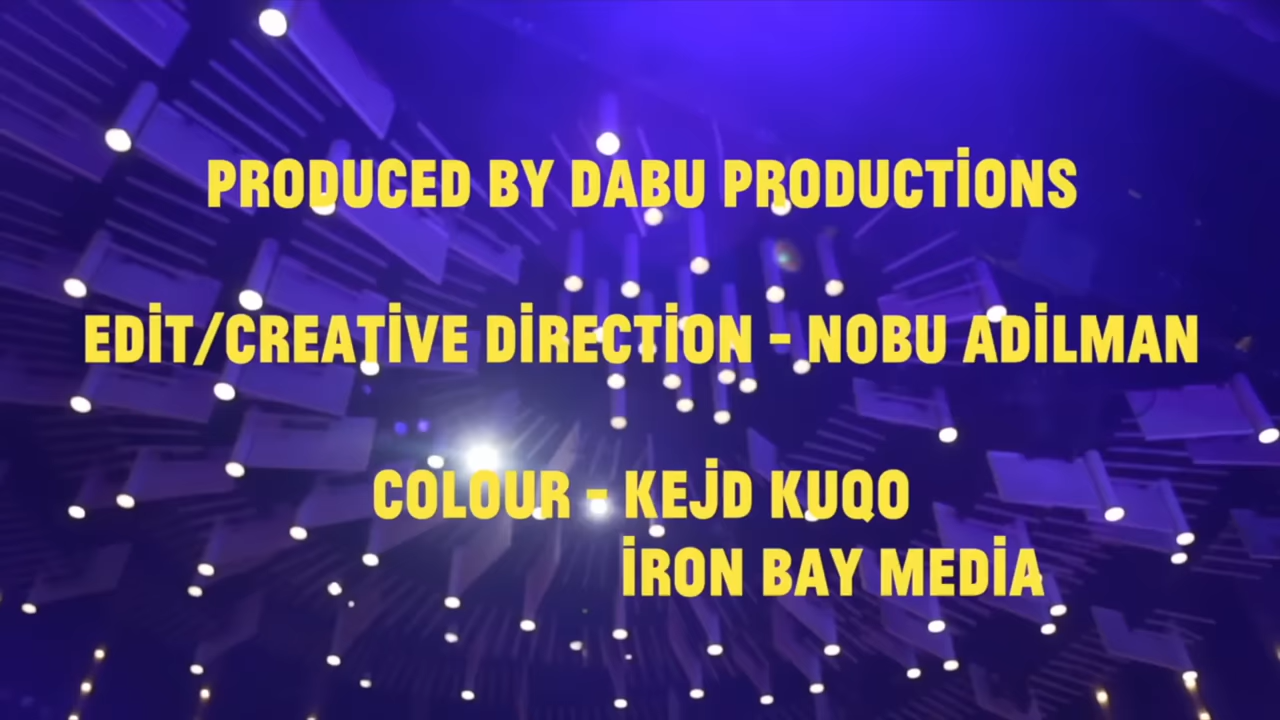 PRODUCED BY DABU PRODUCTİONS
EDİT/CREATİVE DİRECTİON - NOBU ADİLMAN
COLOUR - KEJD KUQO
İRON BAY MEDİA